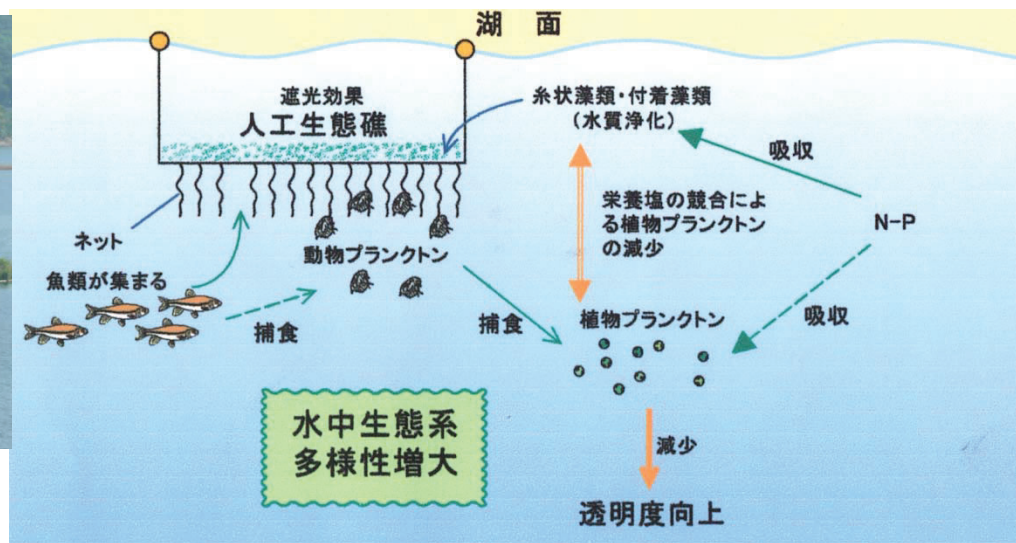 湖 面
遮光効果
人工生態礁
糸状藻類・付着藻類
(水質浄化)
吸収
栄養塩の競合によ
る植物プランクトン
の減少
N-P
ネット
動物プランクトン
魚類が集まる
捕食
捕食
植物プランクトン
吸収
水中生態系
多様性増大
減少
透明度向上